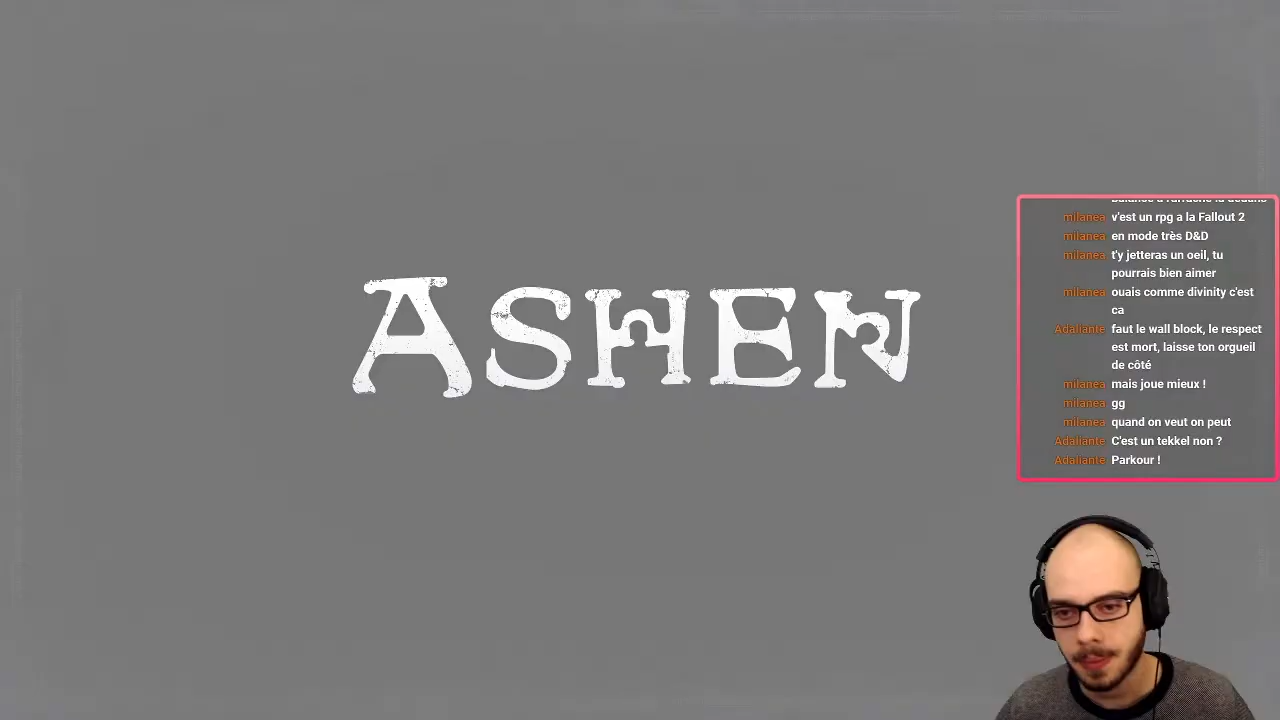 ASHEN
milanea v'est un rpg a la Fallout 2
milanea en mode très D&D
milanea t'y jetteras un oeil, tu
pourrais bien aimer
milanea ouais comme divinity c'est
ca
Adaliante faut le wall block, le respect
est mort, laisse ton orgueil
de côté
milanea mais joue mieux !
milanea gg
milanea quand on veut on peut
Adaliante C'est un tekkel non ?
Adaliante Parkour !